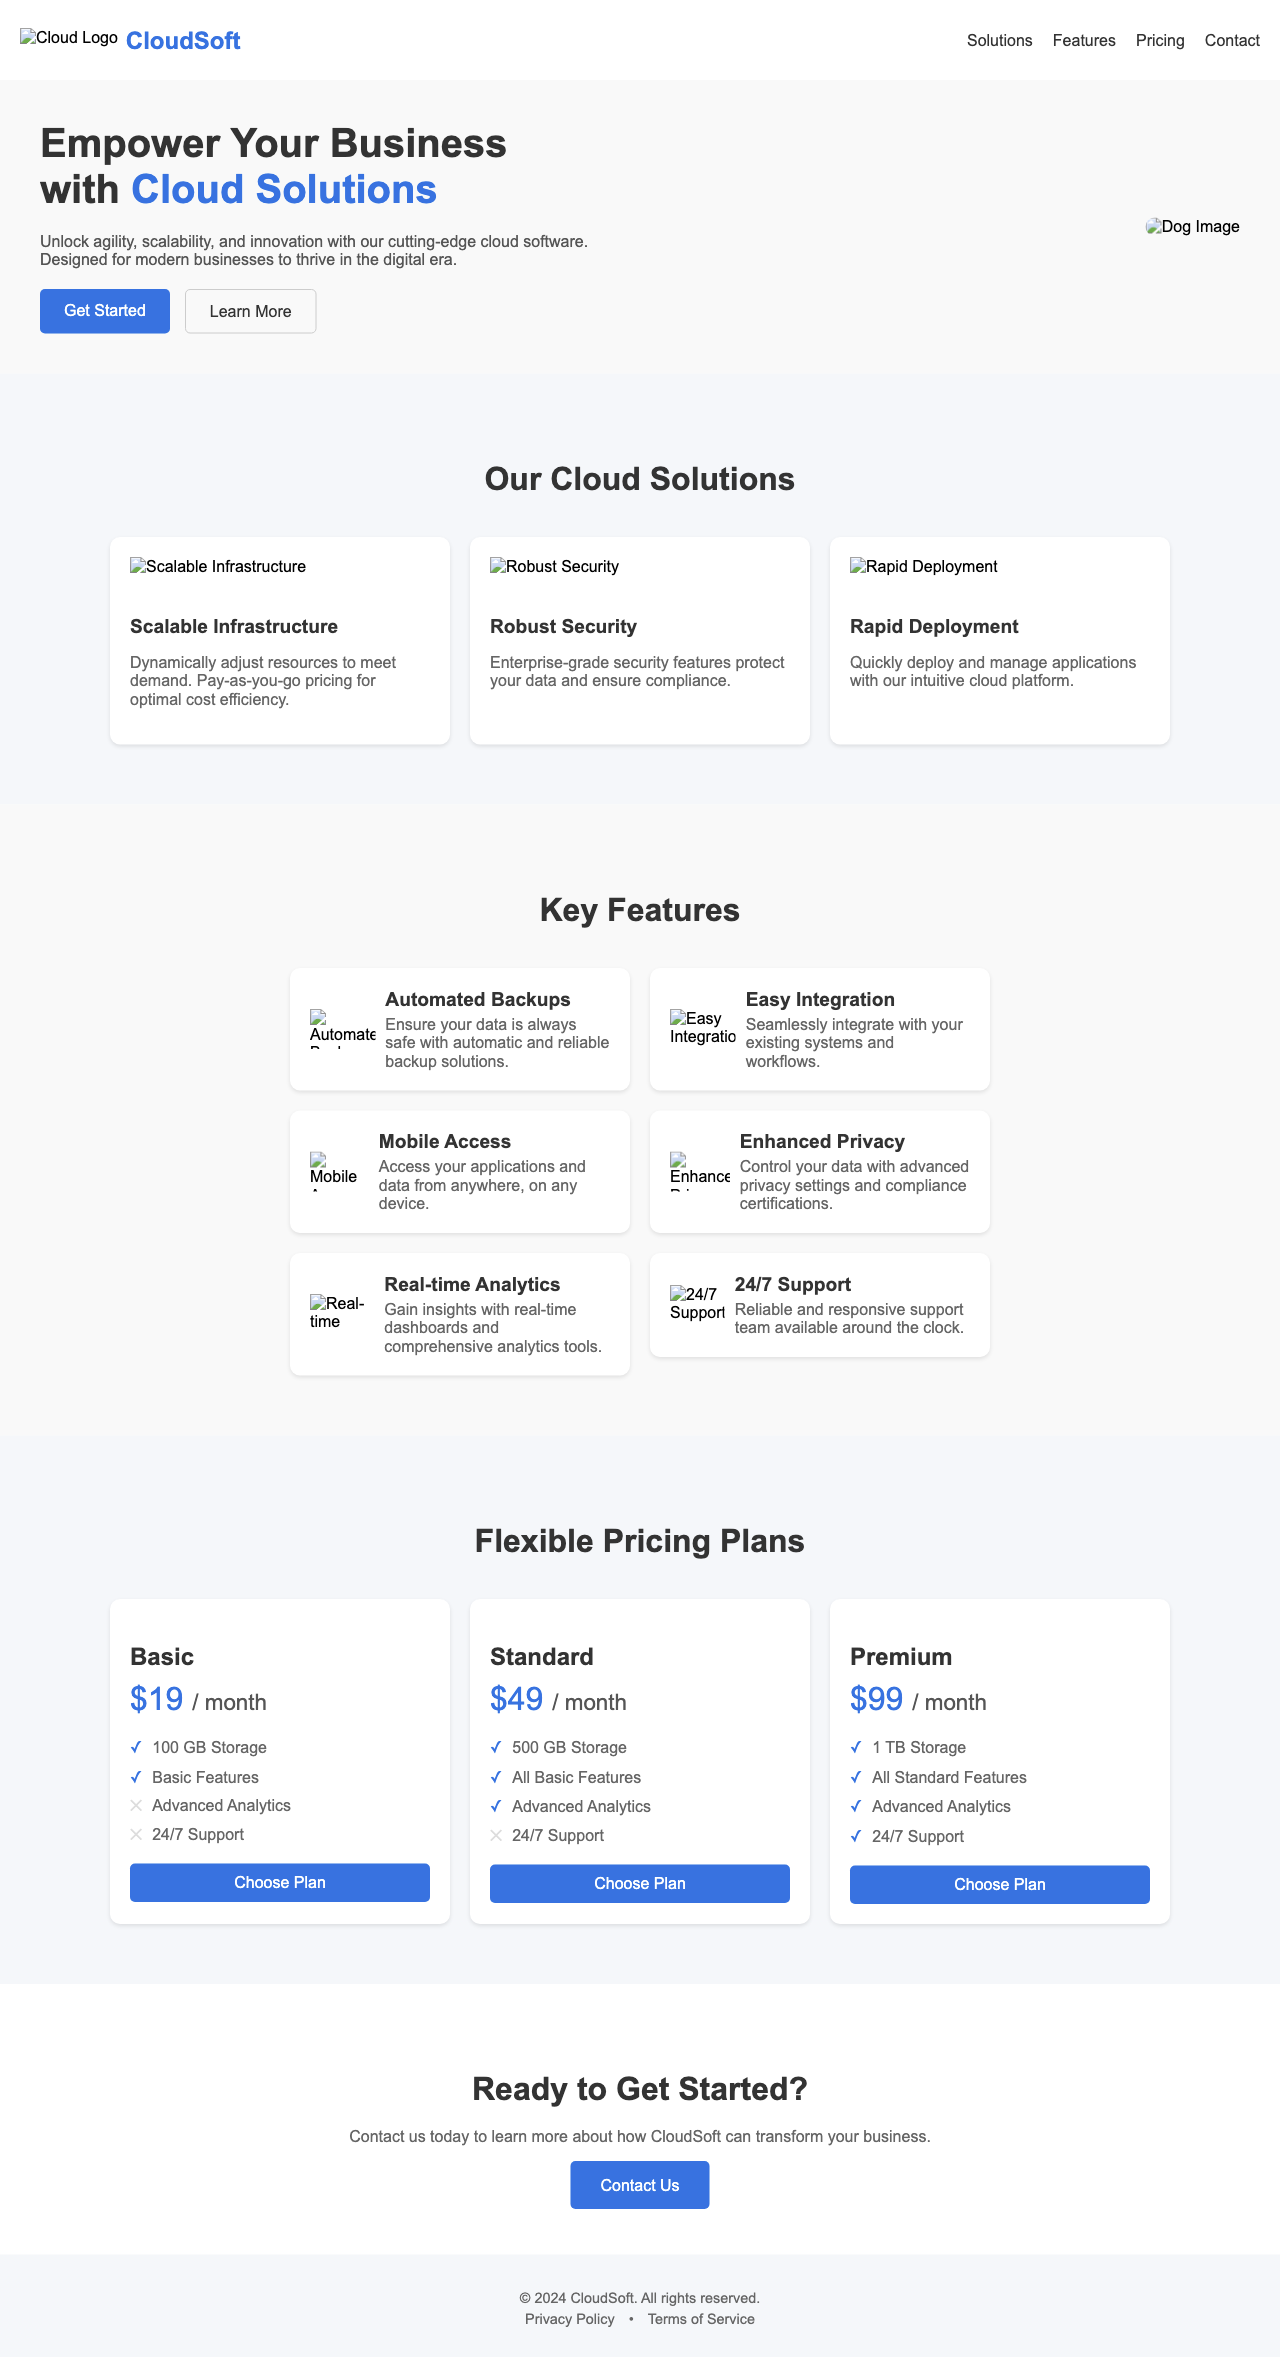 Cloud Logo CloudSoft
Solutions Features Pricing Contact
Empower Your Business
with Cloud Solutions
Unlock agility, scalability, and innovation with our cutting-edge cloud software.
Designed for modern businesses to thrive in the digital era.
Get Started Learn More
Dog Image
Our Cloud Solutions
Scalable Infrastructure
Scalable Infrastructure
Dynamically adjust resources to meet
demand. Pay-as-you-go pricing for
optimal cost efficiency.
Robust Security
Robust Security
Enterprise-grade security features protect
your data and ensure compliance.
Rapid Deployment
Rapid Deployment
Quickly deploy and manage applications
with our intuitive cloud platform.
Key Features
Automate
Automated Backups
Ensure your data is always
safe with automatic and reliable
backup solutions.
Easy
Integratio
Easy Integration
Seamlessly integrate with your
existing systems and
workflows.
Mobile
Mobile Access
Access your applications and
data from anywhere, on any
device.
Enhance
Enhanced Privacy
Control your data with advanced
privacy settings and compliance
certifications.
Real-
time
Real-time Analytics
Gain insights with real-time
dashboards and
comprehensive analytics tools.
24/7
Support
24/7 Support
Reliable and responsive support
team available around the clock.
Flexible Pricing Plans
Basic
$19 / month
✓ 100 GB Storage
✓ Basic Features
✕ Advanced Analytics
✕ 24/7 Support
Choose Plan
Standard
$49 / month
✓ 500 GB Storage
✓ All Basic Features
✓ Advanced Analytics
✕ 24/7 Support
Choose Plan
Premium
$99 / month
✓ 1 TB Storage
✓ All Standard Features
✓ Advanced Analytics
✓ 24/7 Support
Choose Plan
Ready to Get Started?
Contact us today to learn more about how CloudSoft can transform your business.
Contact Us
© 2024 CloudSoft. All rights reserved.
Privacy Policy • Terms of Service